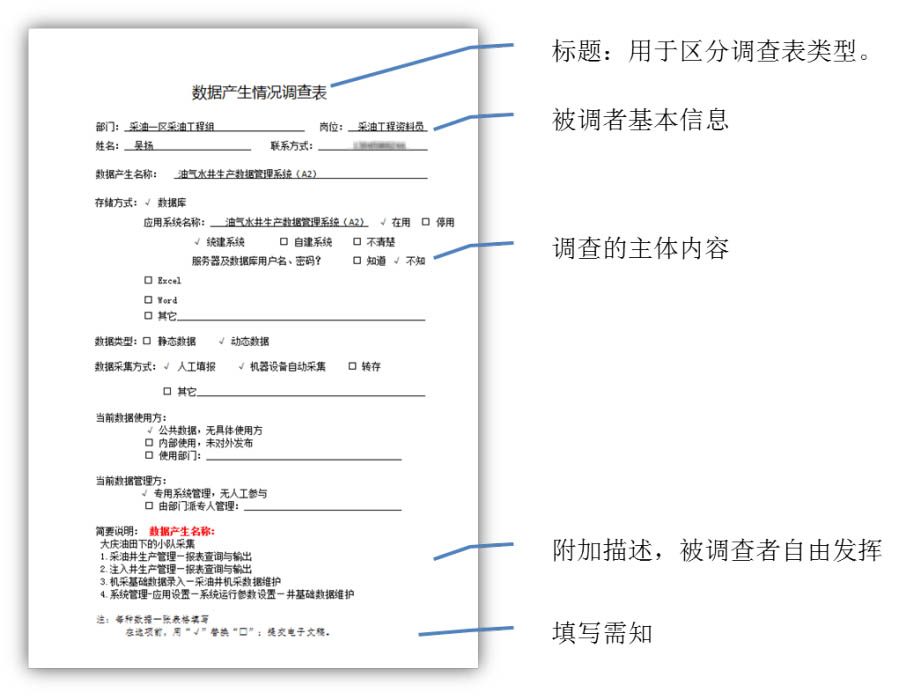 数据产生情况调查表
标题：用于区分调查表类型。
部门： 采油一区采油工程组 岗位： 采油工程资料员
被调者基本信息
姓名： 吴扬 联系方式：
数据产生名称： 油气水井生产数据管理系统（A2）
存储方式：√ 数据库
应用系统名称： 油气水井生产数据管理系统（A2） √ 在用 □ 停用
√ 统建系统 □ 自建系统 □ 不清楚
调查的主体内容
服务器及数据库用户名、密码？ □ 知道 √ 不知
□ Excel
□ Word
□ 其它
数据类型：□ 静态数据 √ 动态数据
数据采集方式：√ 人工填报 √ 机器设备自动采集 □ 转存
□ 其它
当前数据使用方：
√ 公共数据，无具体使用方
□ 内部使用，未对外发布
□ 使用部门：
当前数据管理方：
√ 专用系统管理，无人工参与
□ 由部门派专人管理：
简要说明： 数据产生名称：
大庆油田下的小队采集
1.采油井生产管理—报表查询与输出
附加描述，被调查者自由发挥
2.注入井生产管理—报表查询与输出
3.机采基础数据录入—采油井机采数据维护
4.系统管理-应用设置—系统运行参数设置—井基础数据维护
注：每种数据一张表格填写
在选项前，用“√”替换“□”；提交电子文稿。
填写需知